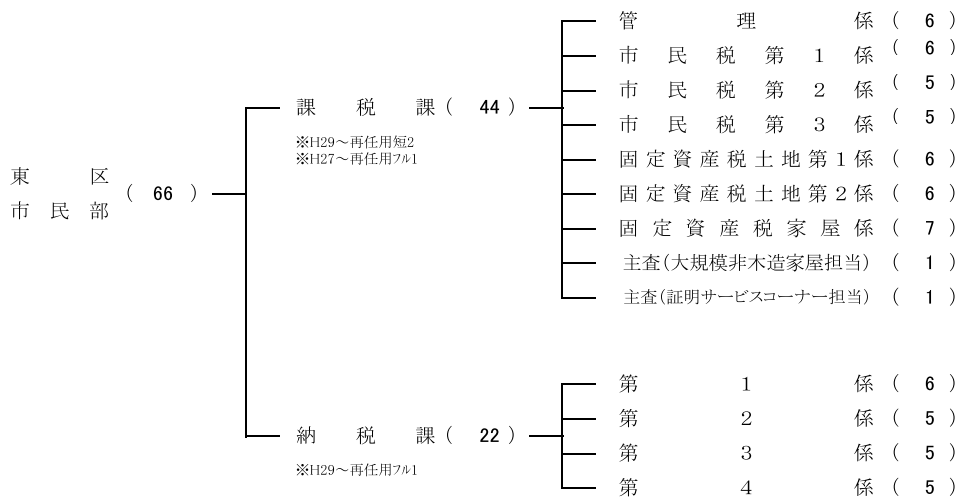 東区市民部 ( 66 )
課税課 ( 44 )
※H29～再任用短2
※H27～再任用フル1
管理係 ( 6 )
市民税第1係 ( 6 )
市民税第2係 ( 5 )
市民税第3係 ( 5 )
固定資産税土地第1係 ( 6 )
固定資産税土地第2係 ( 6 )
固定資産税家屋係 ( 7 )
主査(大規模非木造家屋担当) ( 1 )
主査(証明サービスコーナー担当) ( 1 )
納税課 ( 22 )
※H29～再任用フル1
第1係 ( 6 )
第2係 ( 5 )
第3係 ( 5 )
第4係 ( 5 )